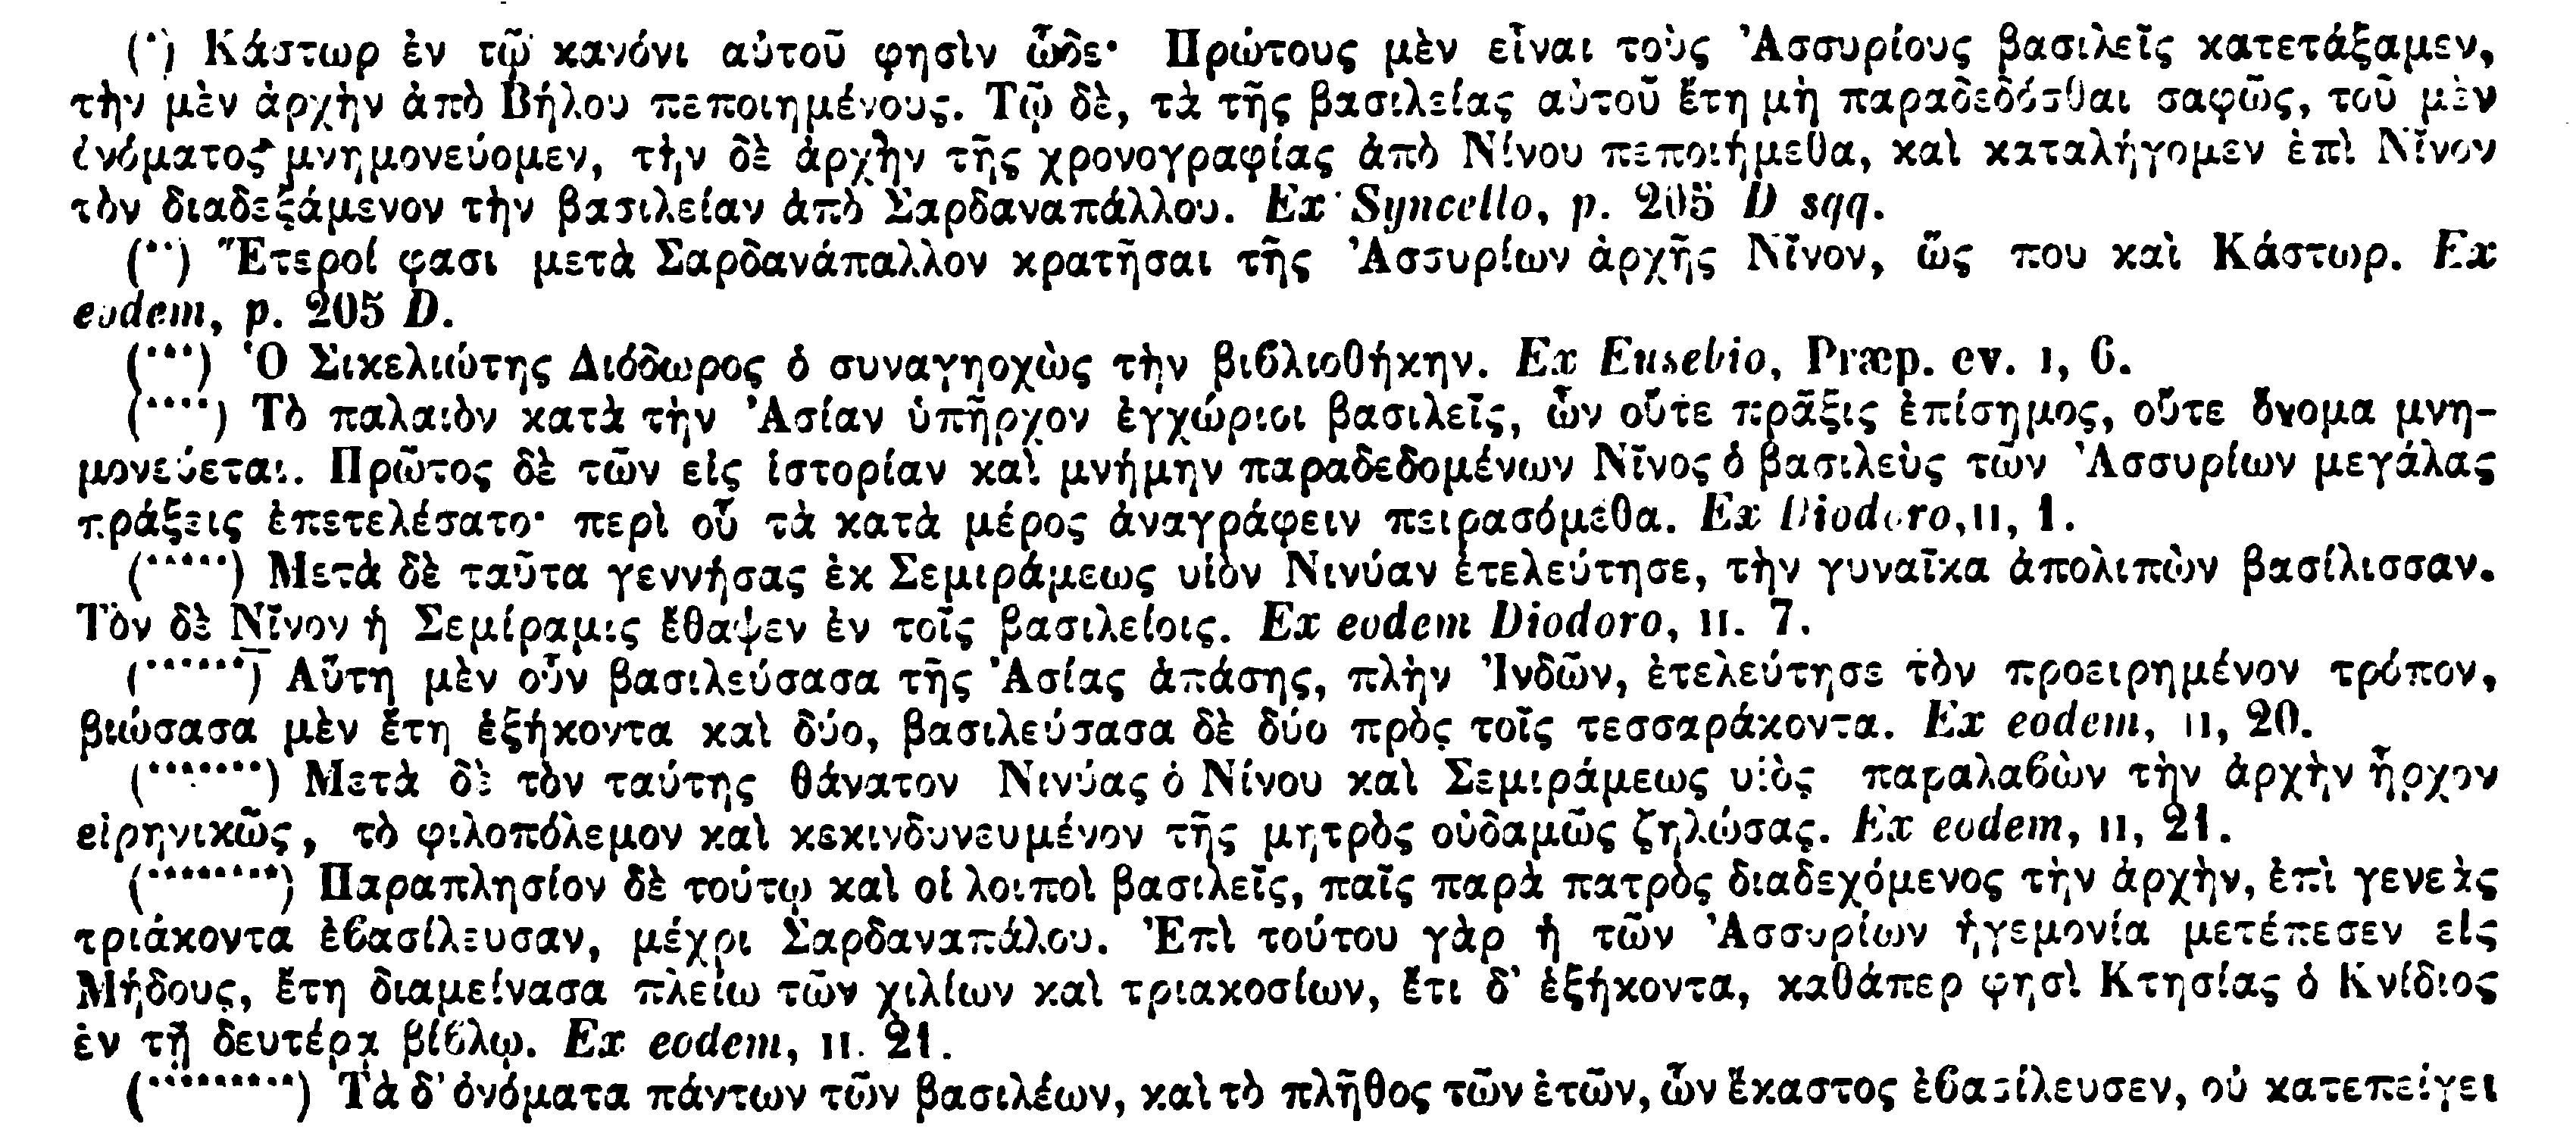 (*) Κάστωρ ἐν τῷ κανόνι αὐτοῦ φησὶν ὧδε· Πρώτους μὲν εἶναι τοὺς Ἀσσυρίους βασιλεῖς κατετάξαμεν,
τὴν μὲν ἀρχὴν ἀπὸ Βήλου πεποιημένους. Τῷ δὲ, τὰ τῆς βασιλείας αὐτοῦ ἔτη μὴ παραδεδόσθαι σαφῶς, τοῦ μὲν
ὀνόματος μνημονεύομεν, τὴν δὲ ἀρχὴν τῆς χρονογραφίας ἀπὸ Νίνου πεποιήμεθα, καὶ καταλήγομεν ἐπὶ Νῖνον
τὸν διαδεξάμενον τὴν βασιλείαν ἀπὸ Σαρδαναπάλλου. Ex Syncello, p. 205 D sqq.
(**) Ἕτεροί φασι μετὰ Σαρδανάπαλλον κρατῆσαι τῆς Ἀσσυρίων ἀρχῆς Νῖνον, ὥς που καὶ Κάστωρ. Ex
eodem, p. 205 D.
(***) Ὁ Σικελιώτης Διόδωρος ὁ συναγηοχὼς τὴν βιϐλιοθήκην. Ex Eusebio, Præp. ev. I, 6.
(****) Τὸ παλαιὸν κατὰ τὴν Ἀσίαν ὑπῆρχον ἐγχώριοι βασιλεῖς, ὧν οὔτε πρᾶξις ἐπίσημος, οὔτε ὄνομα μνη-
μονεύεται. Πρῶτος δὲ τῶν εἰς ἱστορίαν καὶ μνήμην παραδεδομένων Νῖνος ὁ βασιλεὺς τῶν Ἀσσυρίων μεγάλας
πράξεις ἐπετελέσατο· περὶ οὗ τὰ κατὰ μέρος ἀναγράφειν πειρασόμεθα. Ex Diodoro, II, 1.
(*****) Μετὰ δὲ ταῦτα γεννήσας ἐκ Σεμιράμεως υἱὸν Νινύαν ἐτελεύτησε, τὴν γυναῖκα ἀπολιπὼν βασίλισσαν.
Τὸν δὲ Νῖνον ἡ Σεμίραμις ἔθαψεν ἐν τοῖς βασιλείοις. Ex eodem Diodoro, II. 7.
(******) Αὕτη μὲν οὖν βασιλεύσασα τῆς Ἀσίας ἁπάσης, πλὴν Ἰνδῶν, ἐτελεύτησε τὸν προειρημένον τρόπον,
βιώσασα μὲν ἔτη ἑξήκοντα καὶ δύο, βασιλεύσασα δὲ δύο πρὸς τοῖς τεσσαράκοντα. Ex eodem, II, 20.
(*******) Μετὰ δὲ τὸν ταύτης θάνατον Νινύας ὁ Νίνου καὶ Σεμιράμεως υἱὸς παραλαϐὼν τὴν ἀρχὴν ἦρχον
εἰρηνικῶς, τὸ φιλοπόλεμον καὶ κεκινδυνευμένον τῆς μητρὸς οὐδαμῶς ζηλώσας. Ex eodem, II, 21.
(********) Παραπλησίον δὲ τούτῳ καὶ οἱ λοιποὶ βασιλεῖς, παῖς παρὰ πατρὸς διαδεχόμενος τὴν ἀρχὴν, ἐπὶ γενεὰς
τριάκοντα ἐϐασίλευσαν, μέχρι Σαρδαναπάλου. Ἐπὶ τούτου γὰρ ἡ τῶν Ἀσσυρίων ἡγεμονία μετέπεσεν εἰς
Μήδους, ἔτη διαμείνασα πλείω τῶν χιλίων καὶ τριακοσίων, ἔτι δ' ἑξήκοντα, καθάπερ φησὶ Κτησίας ὁ Κνίδιος
ἐν τῇ δευτέρᾳ βίϐλῳ. Ex eodem, II. 21.
(*********) Τὰ δ' ὀνόματα πάντων τῶν βασιλέων, καὶ τὸ πλῆθος τῶν ἐτῶν, ὧν ἕκαστος ἐϐασίλευσεν, οὐ κατεπείγει